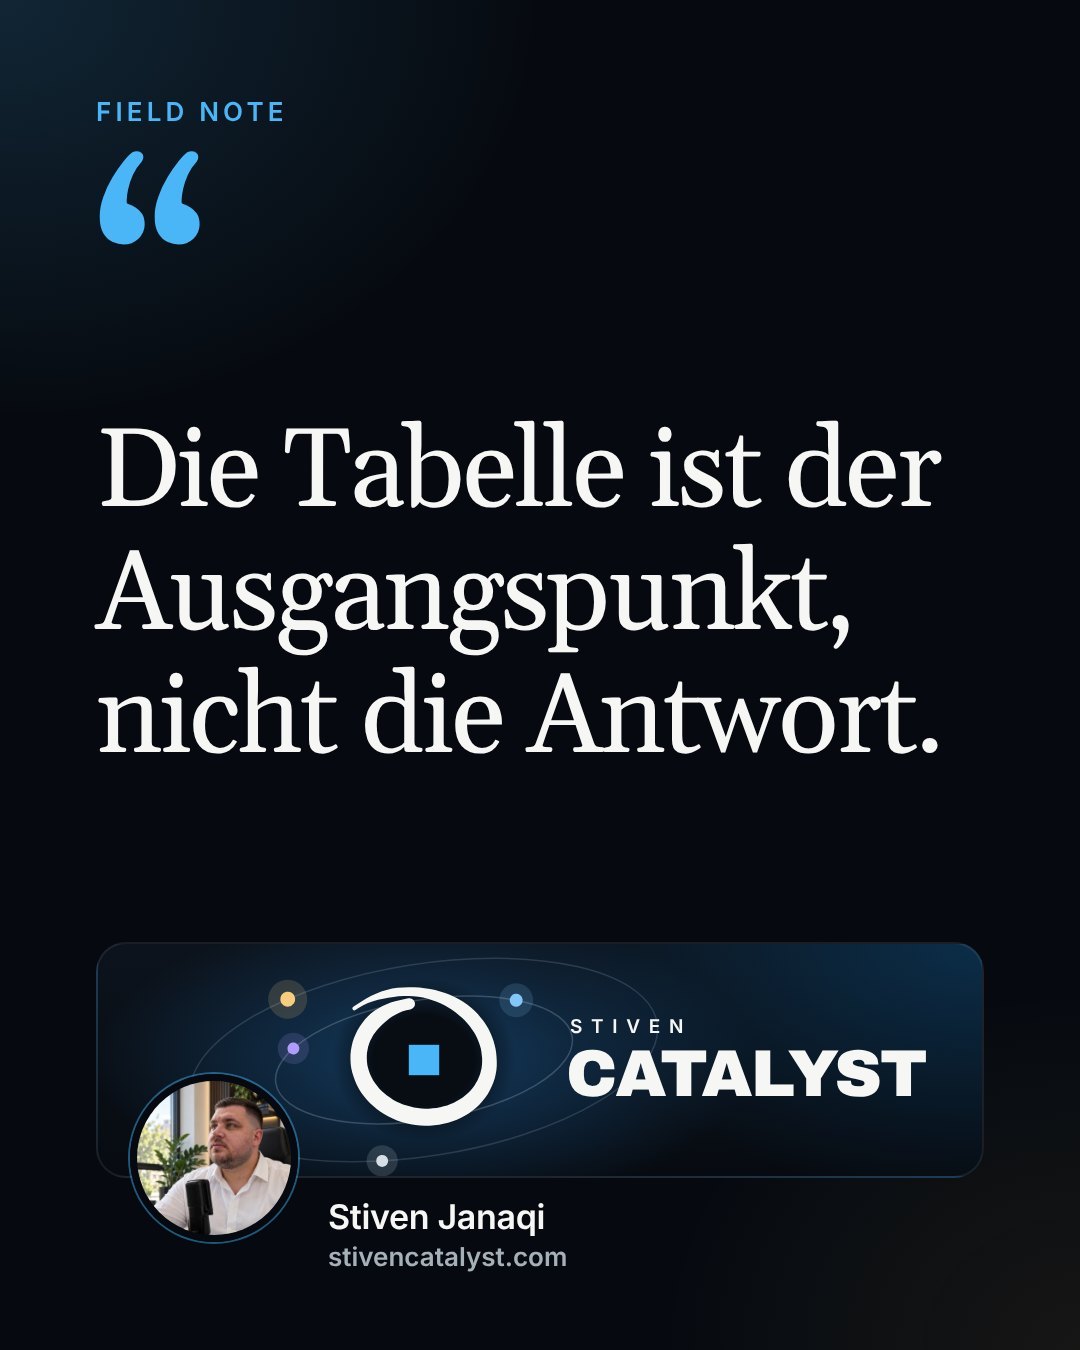 FIELD NOTE
“
Die Tabelle ist der
Ausgangspunkt,
nicht die Antwort.
STIVEN
CATALYST
Stiven Janaqi
stivencatalyst.com